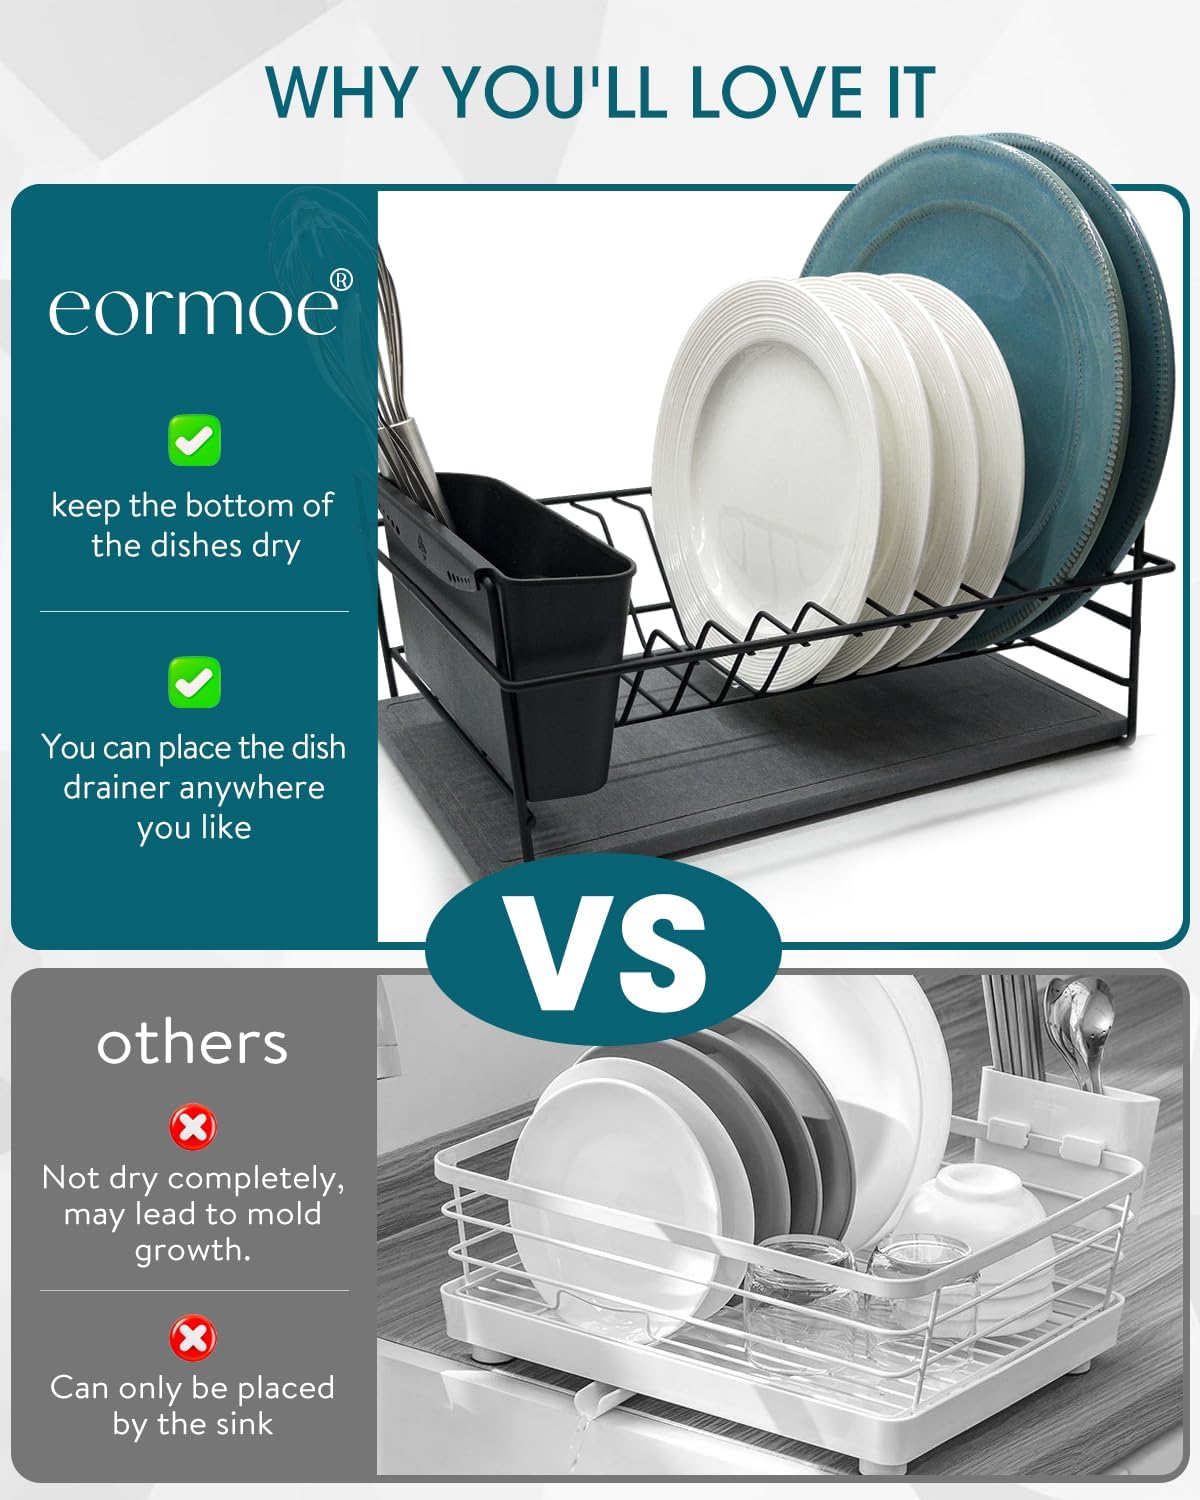 WHY YOU'LL LOVE IT
eormoe®
keep the bottom of
the dishes dry
You can place the dish
drainer anywhere
you like
VS
others
Not dry completely,
may lead to mold
growth.
Can only be placed
by the sink